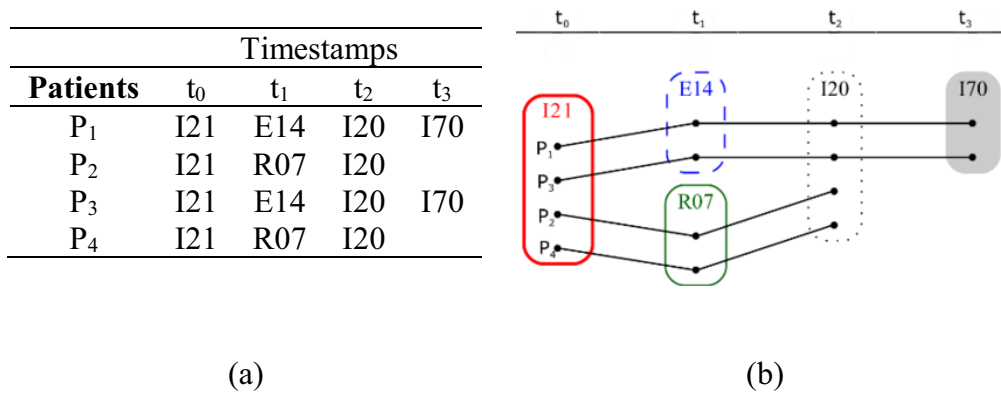 Timestamps
Patients t₀ t₁ t₂ t₃
P₁ I21 E14 I20 I70
P₂ I21 R07 I20
P₃ I21 E14 I20 I70
P₄ I21 R07 I20
(a)
t₀ t₁ t₂ t₃
I21
E14
I20
I70
R07
P₁
P₃
P₂
P₄
(b)